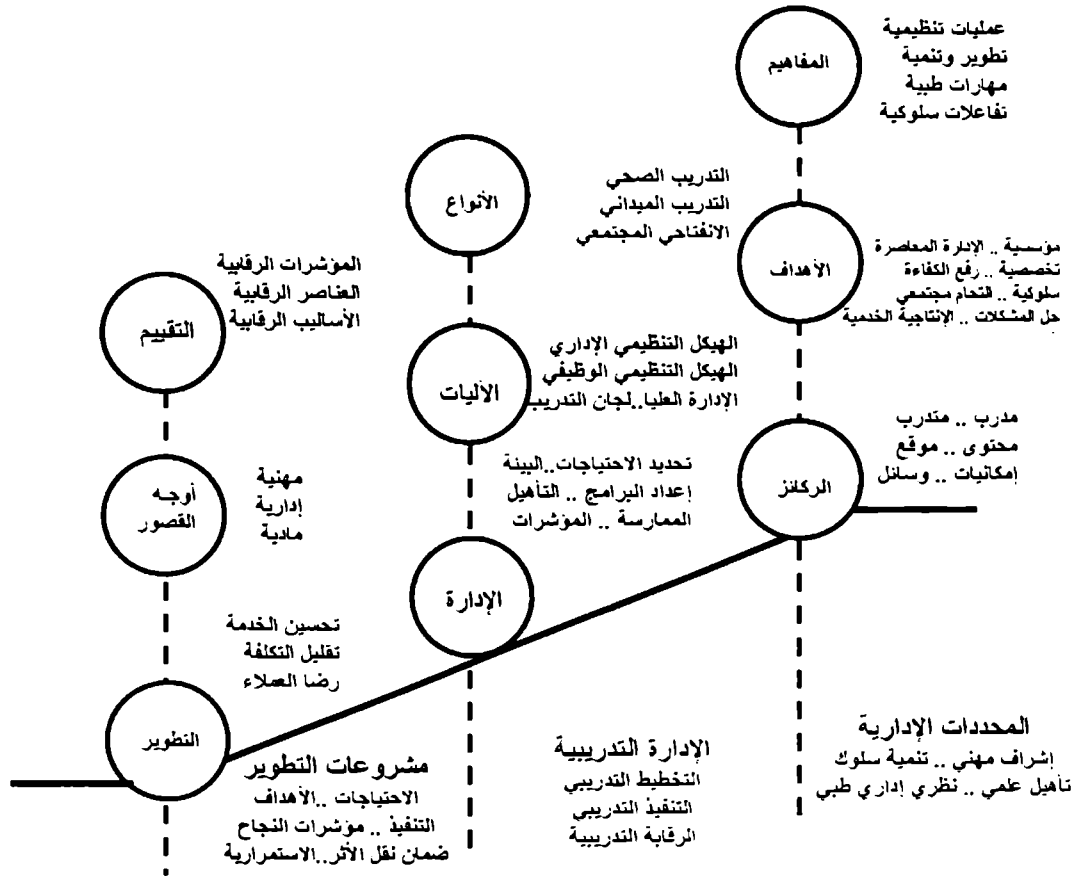 المفاهيم
عمليات تنظيمية
تطوير وتنمية
مهارات طبية
تفاعلات سلوكية
الأهداف
مؤسسية .. الإدارة المعاصرة
تخصصية .. رفع الكفاءة
سلوكية .. التحام مجتمعي
حل المشكلات .. الإنتاجية الخدمية
الركائز
مدرب .. متدرب
محتوى .. موقع
إمكانيات .. وسائل
المحددات الإدارية
إشراف مهني .. تنمية سلوك
تأهيل علمي .. نظري إداري طبي
الأنواع
التدريب الصحي
التدريب الميداني
الانفتاحي المجتمعي
الأليات
الهيكل التنظيمي الإداري
الهيكل التنظيمي الوظيفي
الإدارة العليا..لجان التدريب
الإدارة
تحديد الاحتياجات..البيئة
إعداد البرامج .. التأهيل
الممارسة .. المؤشرات
الإدارة التدريبية
التخطيط التدريبي
التنفيذ التدريبي
الرقابة التدريبية
التقييم
المؤشرات الرقابية
العناصر الرقابية
الأساليب الرقابية
أوجه
القصور
مهنية
إدارية
مادية
التطوير
تحسين الخدمة
تقليل التكلفة
رضا العملاء
مشروعات التطوير
الاحتياجات ..الأهداف
التنفيذ .. مؤشرات النجاح
ضمان نقل الأثر..الاستمرارية